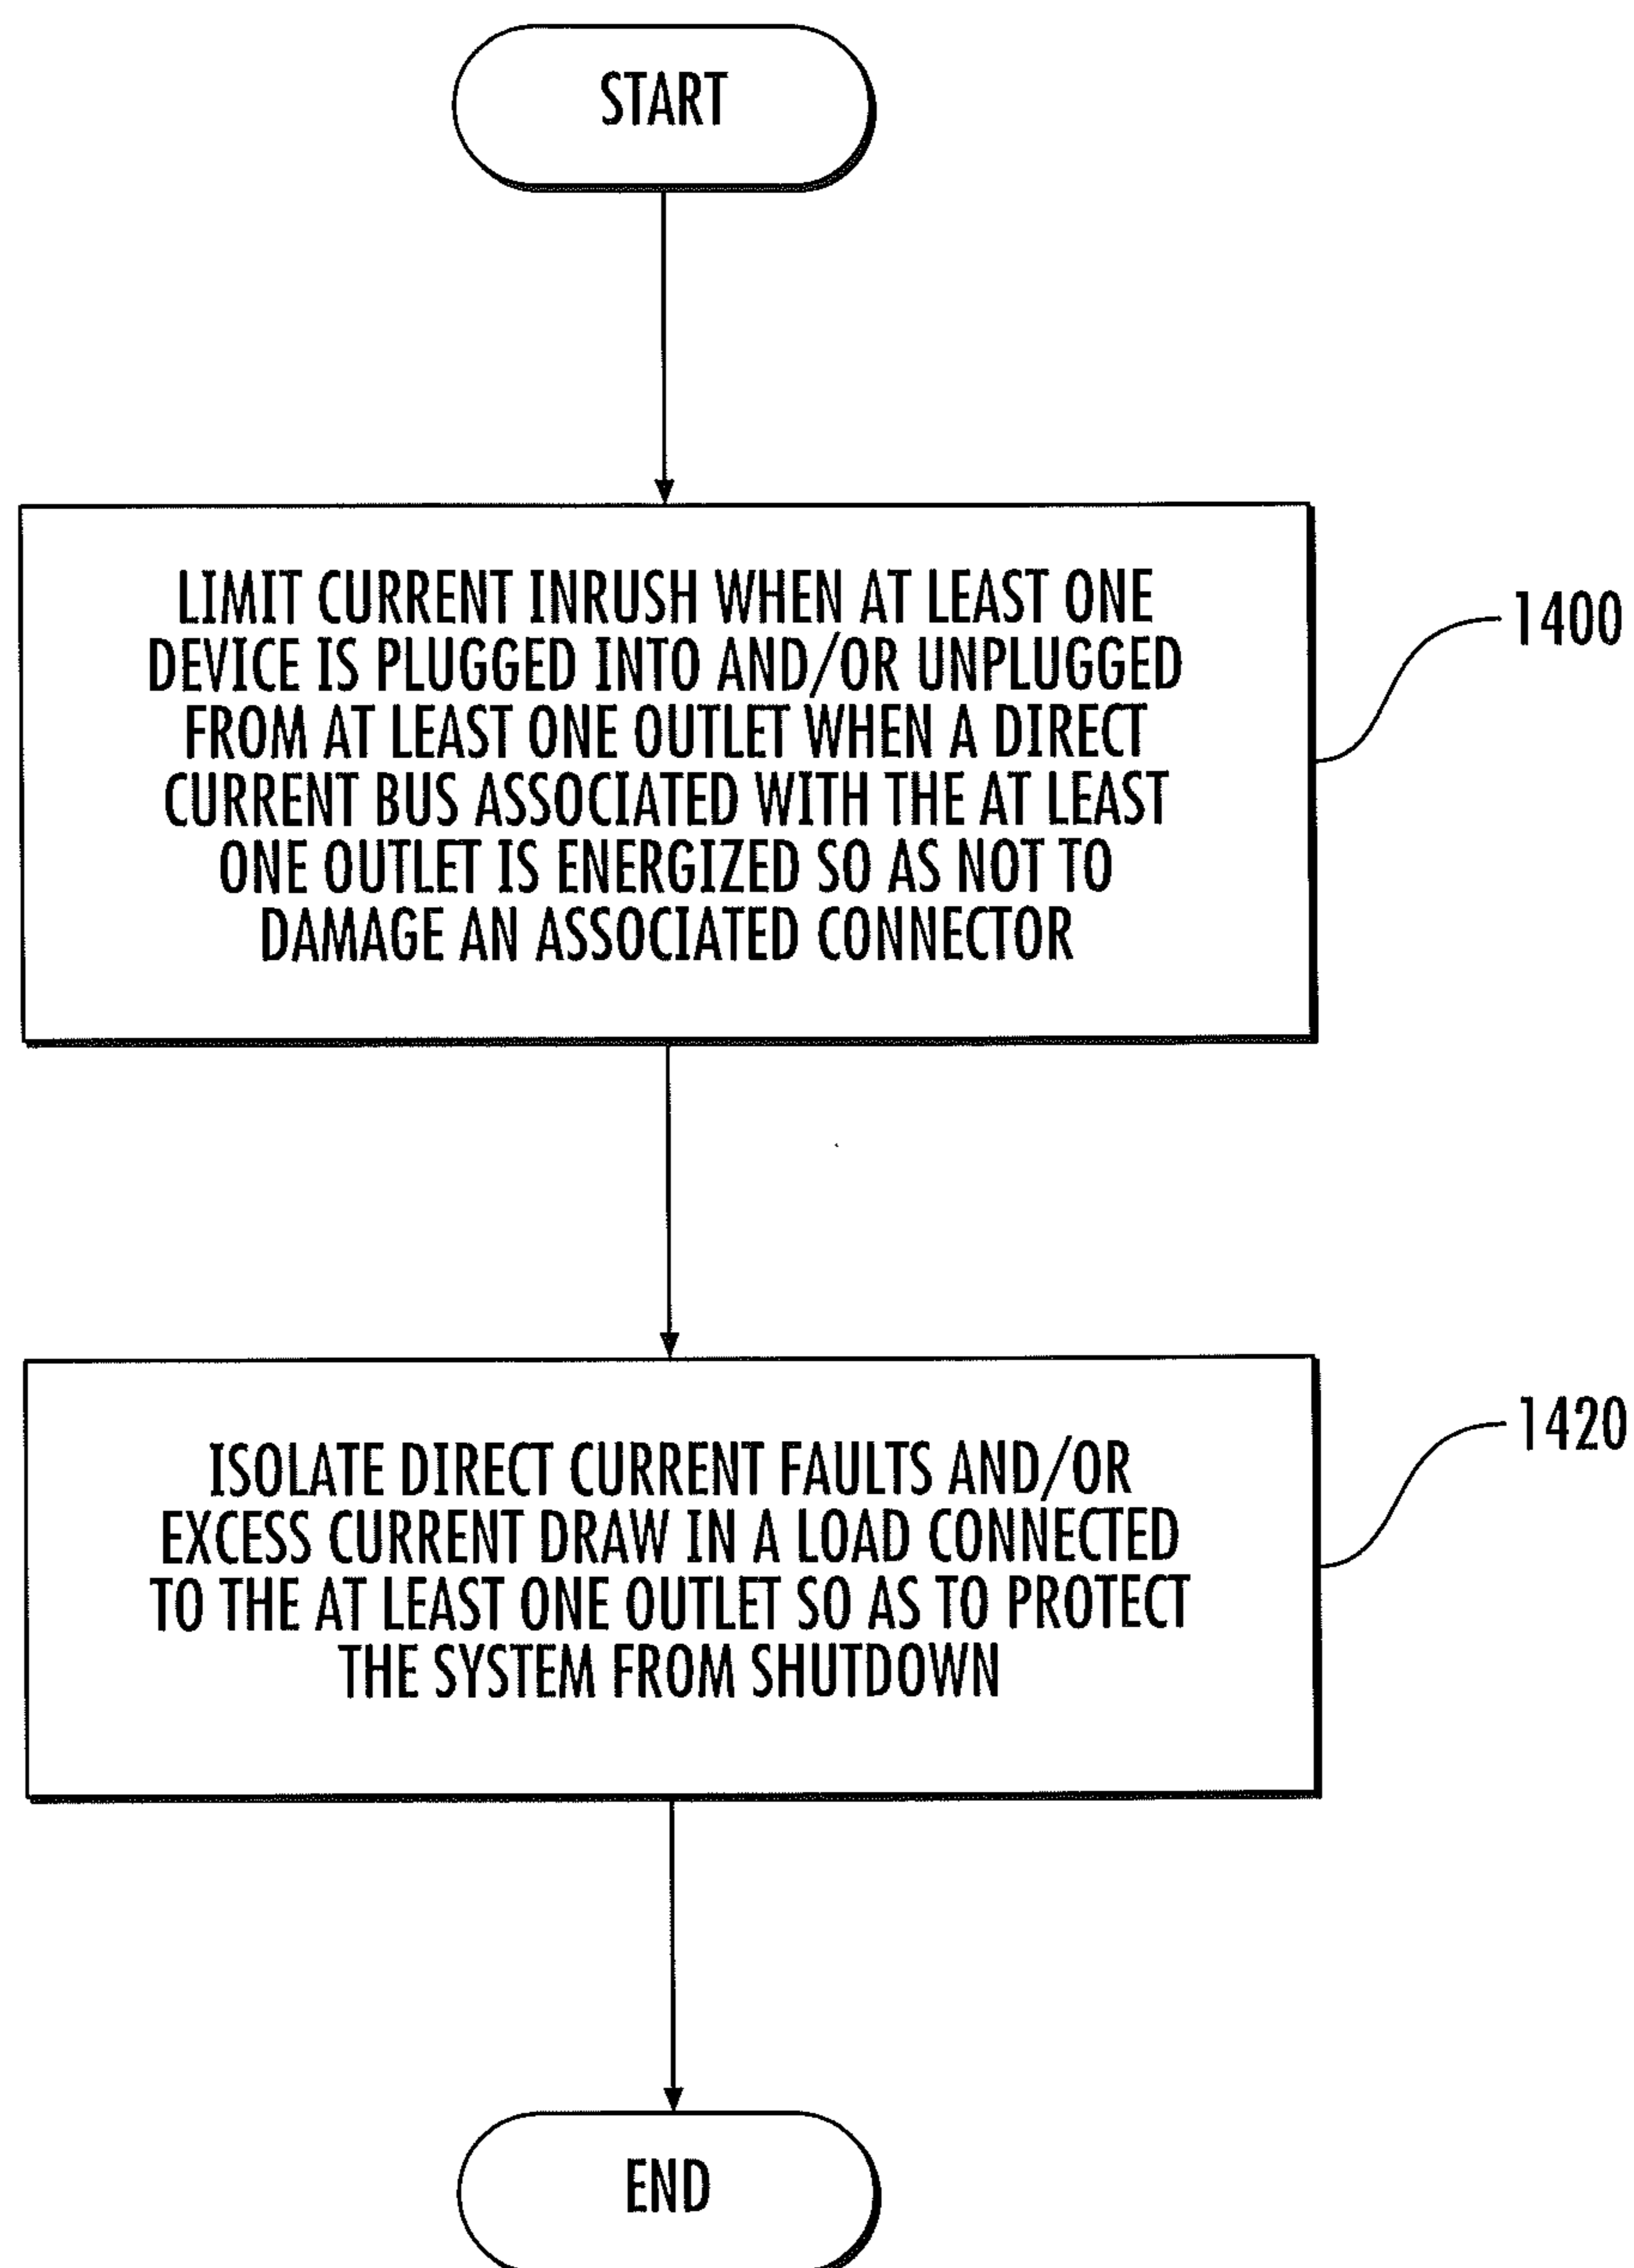 START
LIMIT CURRENT INRUSH WHEN AT LEAST ONE
DEVICE IS PLUGGED INTO AND/OR UNPLUGGED
FROM AT LEAST ONE OUTLET WHEN A DIRECT
CURRENT BUS ASSOCIATED WITH THE AT LEAST
ONE OUTLET IS ENERGIZED SO AS NOT TO
DAMAGE AN ASSOCIATED CONNECTOR
1400
ISOLATE DIRECT CURRENT FAULTS AND/OR
EXCESS CURRENT DRAW IN A LOAD CONNECTED
TO THE AT LEAST ONE OUTLET SO AS TO PROTECT
THE SYSTEM FROM SHUTDOWN
1420
END